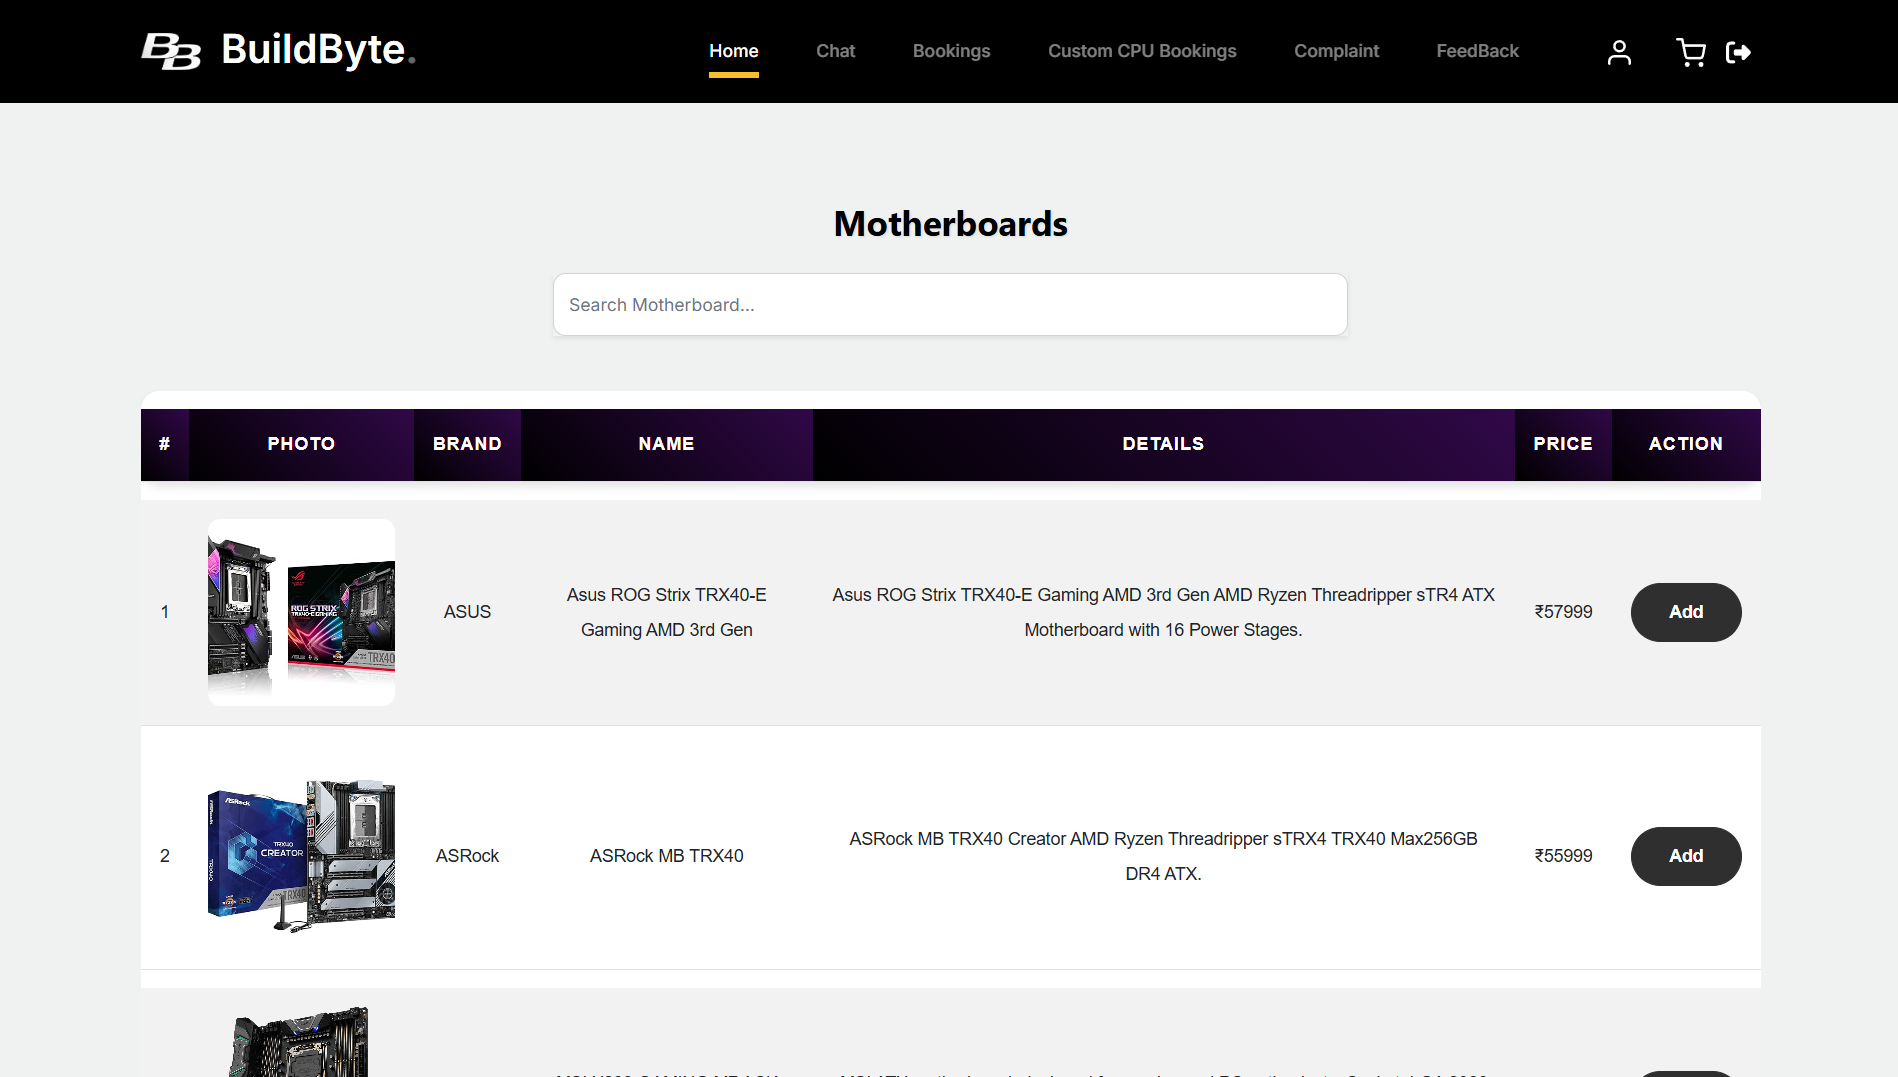 BB BuildByte.
Home Chat Bookings Custom CPU Bookings Complaint FeedBack
Motherboards
Search Motherboard...
# PHOTO BRAND NAME DETAILS PRICE ACTION
ROG STRIX
TRX40-E GAMING
TRX40
1 ASUS
Asus ROG Strix TRX40-E
Gaming AMD 3rd Gen
Asus ROG Strix TRX40-E Gaming AMD 3rd Gen AMD Ryzen Threadripper sTR4 ATX
Motherboard with 16 Power Stages.
₹57999
Add
ASRock
TRX40
CREATOR
TRX40
2 ASRock
ASRock MB TRX40
ASRock MB TRX40 Creator AMD Ryzen Threadripper sTRX4 TRX40 Max256GB
DR4 ATX.
₹55999
Add